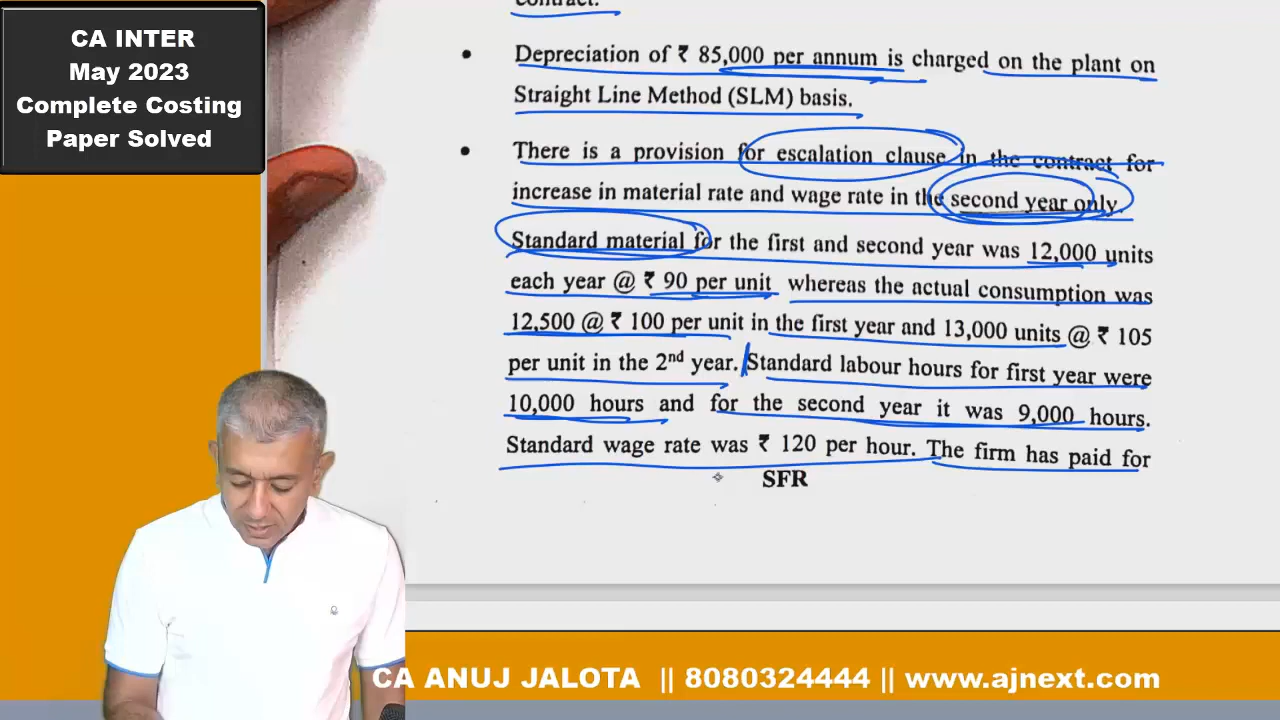 CA INTER
May 2023
Complete Costing
Paper Solved
contract.
• Depreciation of ₹ 85,000 per annum is charged on the plant on
Straight Line Method (SLM) basis.
• There is a provision for escalation clause in the contract for
increase in material rate and wage rate in the second year only.
Standard material for the first and second year was 12,000 units
each year @ ₹ 90 per unit whereas the actual consumption was
12,500 @ ₹ 100 per unit in the first year and 13,000 units @ ₹ 105
per unit in the 2nd year. Standard labour hours for first year were
10,000 hours and for the second year it was 9,000 hours.
Standard wage rate was ₹ 120 per hour. The firm has paid for
SFR
CA ANUJ JALOTA || 8080324444 || www.ajnext.com